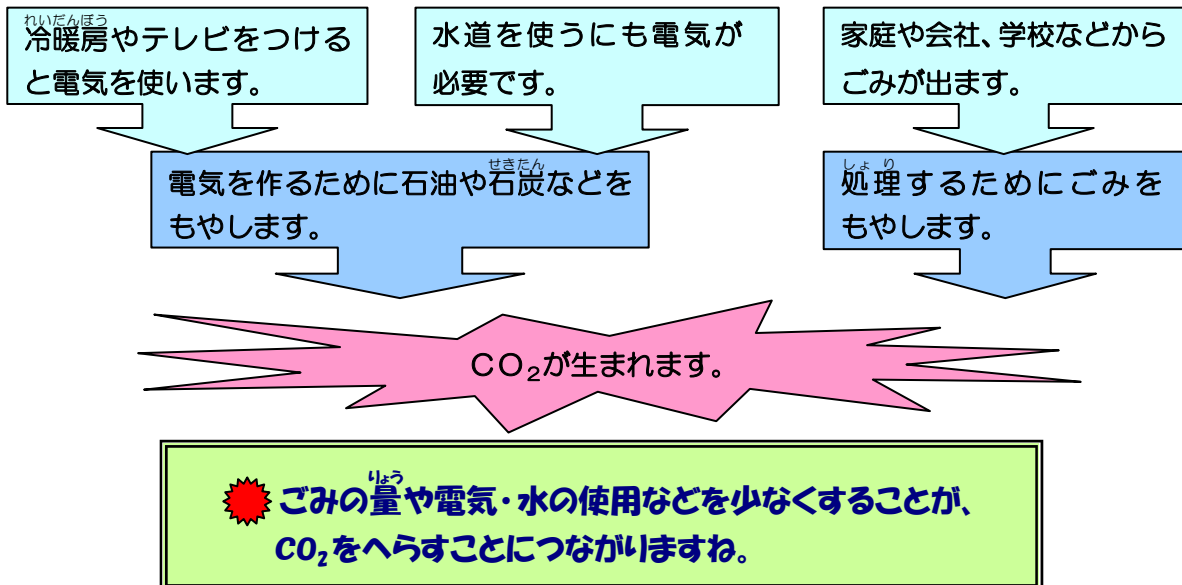 れいだんぼう
冷暖房やテレビをつける
と電気を使います。
水道を使うにも電気が
必要です。
家庭や会社、学校などから
ごみが出ます。
せきたん
電気を作るために石油や石炭などを
もやします。
しょり
処理するためにごみを
もやします。
CO₂が生まれます。
りょう
ごみの量や電気・水の使用などを少なくすることが、
CO₂をへらすことにつながりますね。